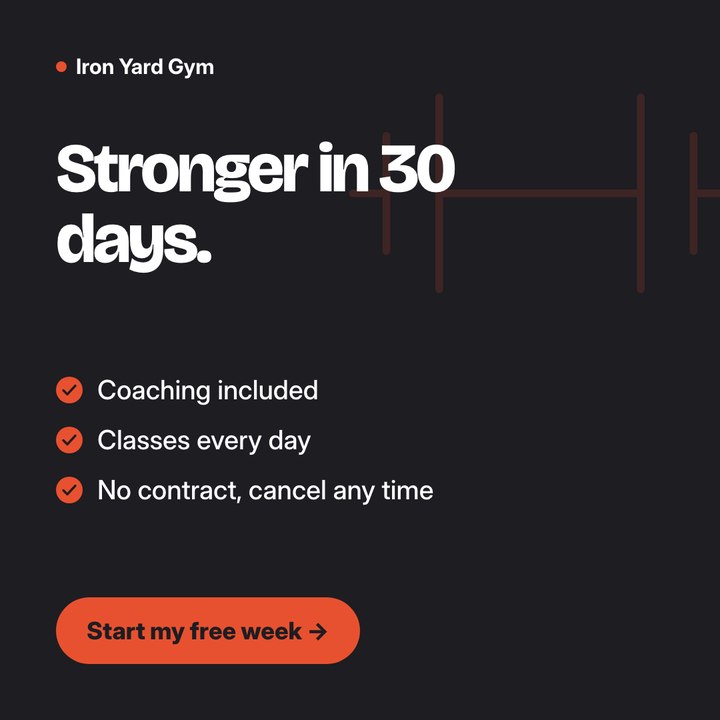 Iron Yard Gym
Stronger in 30
days.
Coaching included
Classes every day
No contract, cancel any time
Start my free week →